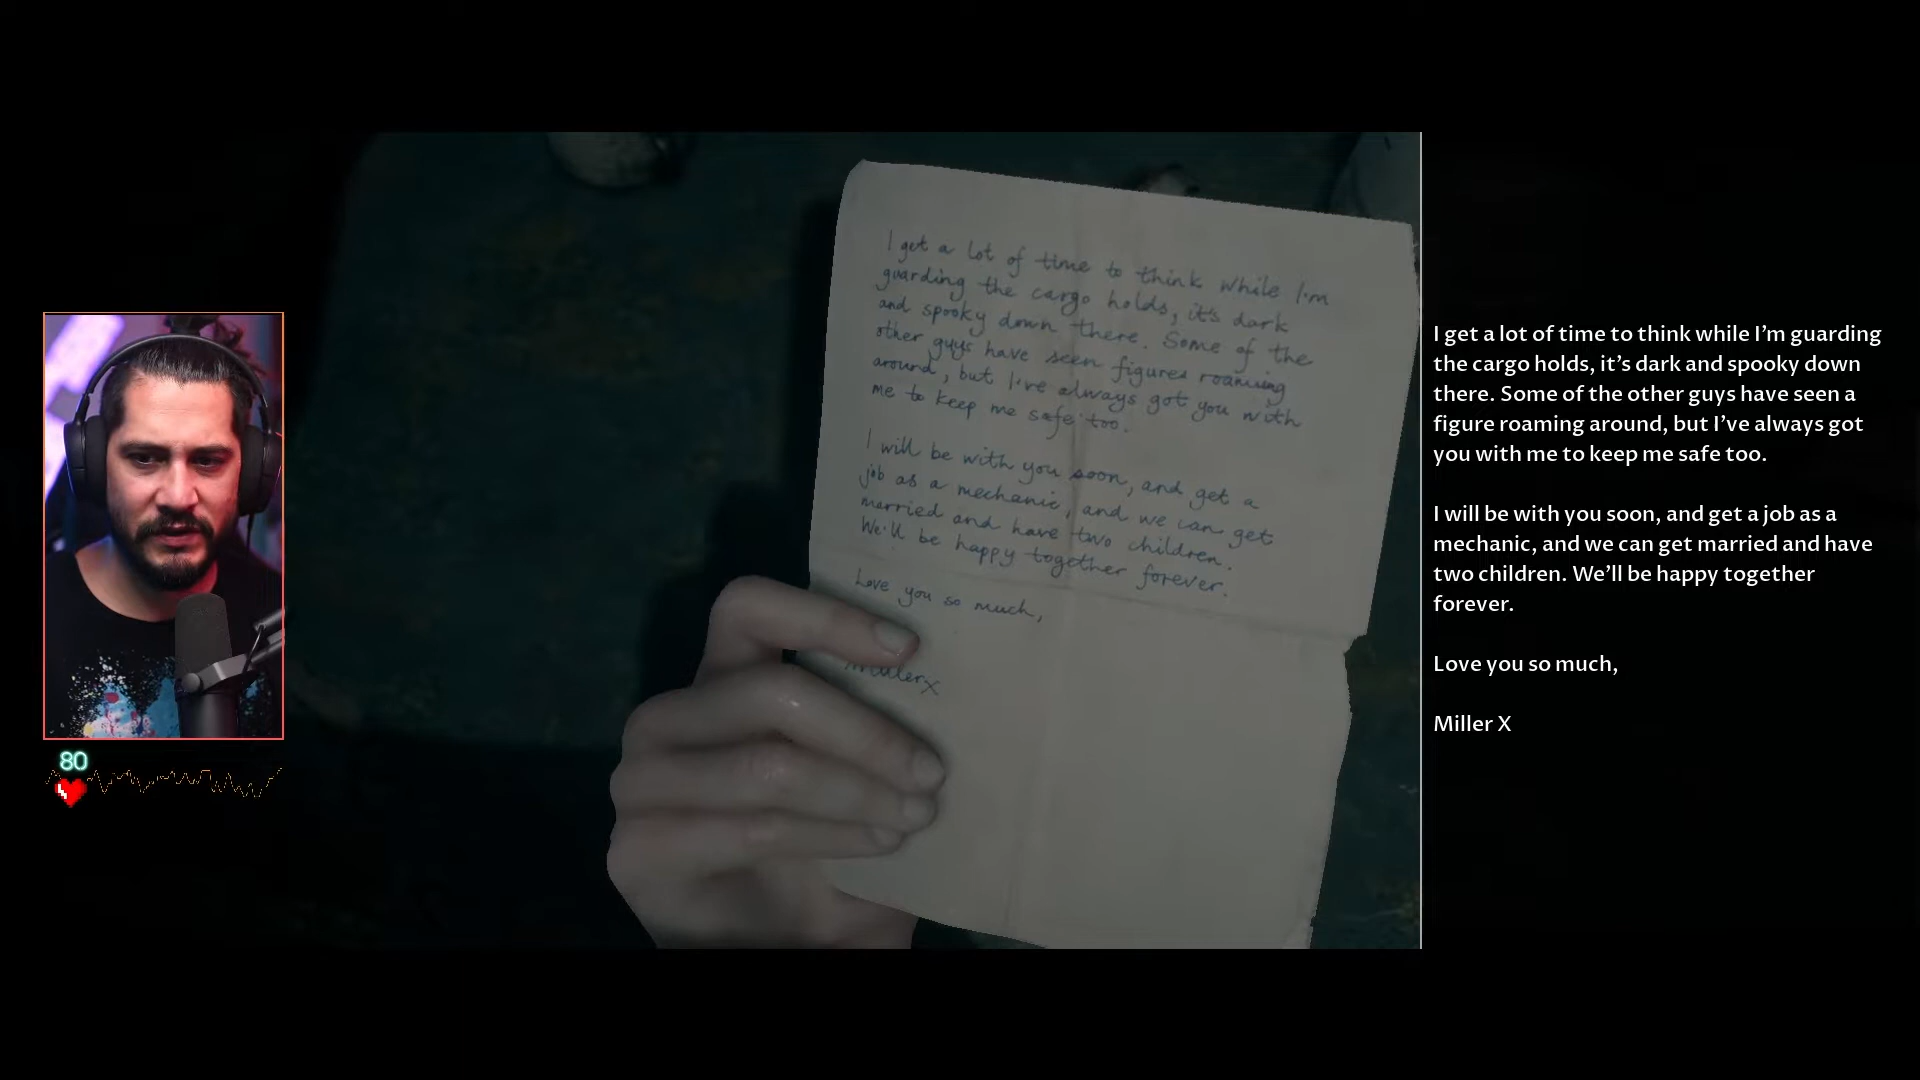 I get a lot of time to think while I'm
guarding the cargo holds, it's dark
and spooky down there. Some of the
other guys have seen figures roaming
around, but I've always got you with
me to keep me safe too.
I will be with you soon, and get a
job as a mechanic, and we can get
married and have two children.
We'll be happy together forever.
Love you so much,
Miller X
I get a lot of time to think while I’m guarding
the cargo holds, it’s dark and spooky down
there. Some of the other guys have seen a
figure roaming around, but I’ve always got
you with me to keep me safe too.
I will be with you soon, and get a job as a
mechanic, and we can get married and have
two children. We’ll be happy together
forever.
Love you so much,
Miller X
80